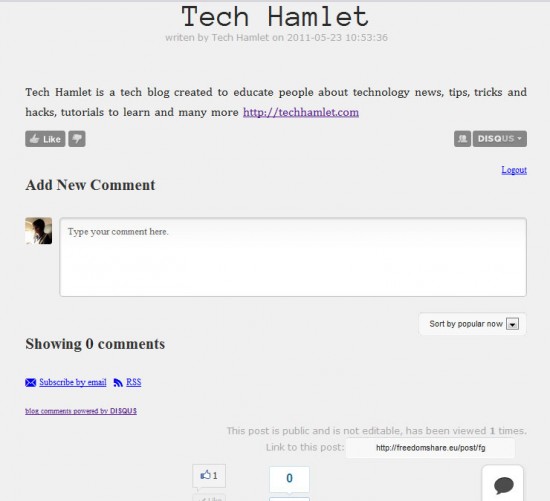 Tech Hamlet
writen by Tech Hamlet on 2011-05-23 10:53:36
Tech Hamlet is a tech blog created to educate people about technology news, tips, tricks and
hacks, tutorials to learn and many more http://techhamlet.com
Like DISQUS
Logout
Add New Comment
Type your comment here.
Sort by popular now
Showing 0 comments
Subscribe by email RSS
blog comments powered by DISQUS
This post is public and is not editable, has been viewed 1 times.
Link to this post: http://freedomshare.eu/post/fg
1 0
Like